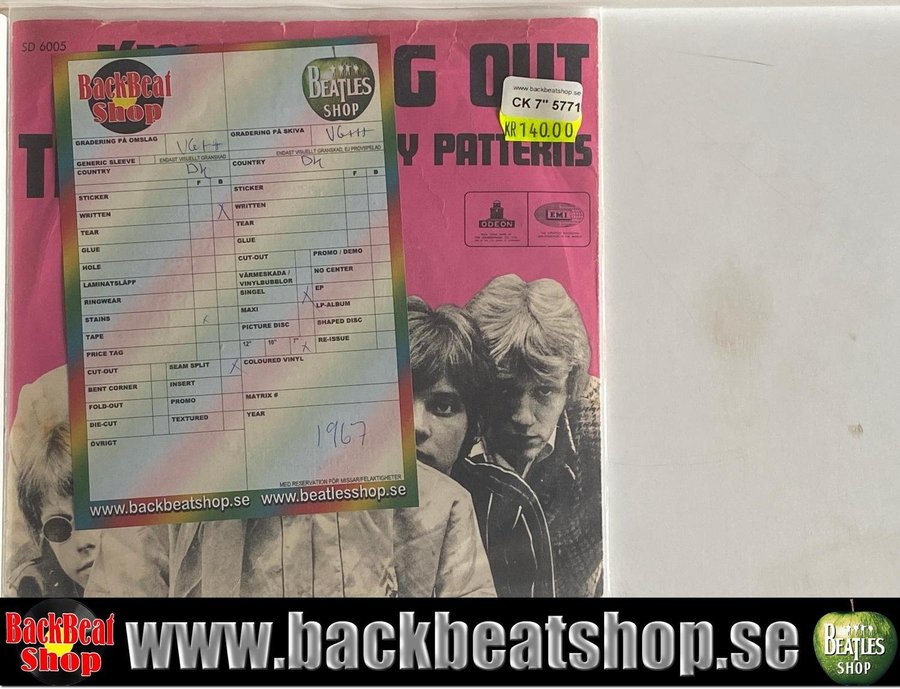 SD 6005
G OUT
Y PATTERNS
www.backbeatshop.se
CK 7" 5771
KR 140.00
ODEON
EMI
BackBeat
Shop
BEATLES
SHOP
GRADERING PÅ OMSLAG VG++
GRADERING PÅ SKIVA VG++
ENDAST VISUELLT GRANSKAD
ENDAST VISUELLT GRANSKAD, EJ PROVSPELAD
GENERIC SLEEVE
COUNTRY DK
F B
STICKER
WRITTEN X
TEAR
GLUE
HOLE
LAMINATSLÄPP
RINGWEAR
STAINS x
TAPE
PRICE TAG
CUT-OUT
SEAM SPLIT X
BENT CORNER
INSERT
FOLD-OUT
PROMO
DIE-CUT
TEXTURED
ÖVRIGT
COUNTRY DK
F B
STICKER
WRITTEN
TEAR
GLUE
CUT-OUT
PROMO / DEMO
VÄRMESKADA /
VINYLBUBBLOR
NO CENTER
SINGEL X
EP
MAXI
LP-ALBUM
PICTURE DISC
SHAPED DISC
12" 10" 7" X
RE-ISSUE
COLOURED VINYL
MATRIX #
YEAR
1967
MED RESERVATION FÖR MISSAR/FELAKTIGHETER
www.backbeatshop.se www.beatlesshop.se
BackBeat
Shop
www.backbeatshop.se
BEATLES
SHOP